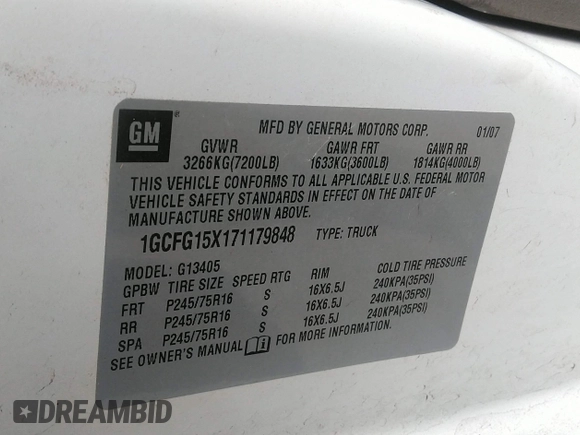 GM
MFD BY GENERAL MOTORS CORP. 01/07
GVWR GAWR FRT GAWR RR
3266KG(7200LB) 1633KG(3600LB) 1814KG(4000LB)
THIS VEHICLE CONFORMS TO ALL APPLICABLE U.S. FEDERAL MOTOR
VEHICLE SAFETY STANDARDS IN EFFECT ON THE DATE OF
MANUFACTURE SHOWN ABOVE.
1GCFG15X171179848 TYPE: TRUCK
MODEL: G13405
GPBW TIRE SIZE SPEED RTG RIM COLD TIRE PRESSURE
FRT P245/75R16 S 16X6.5J 240KPA(35PSI)
RR P245/75R16 S 16X6.5J 240KPA(35PSI)
SPA P245/75R16 S 16X6.5J 240KPA(35PSI)
SEE OWNER'S MANUAL FOR MORE INFORMATION.
DREAMBID